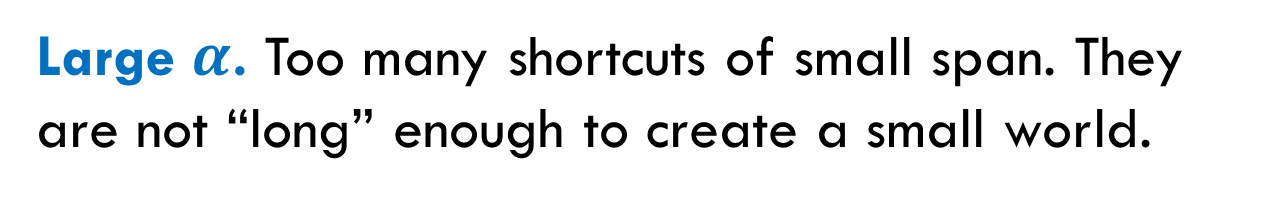 Large α. Too many shortcuts of small span. They
are not “long” enough to create a small world.